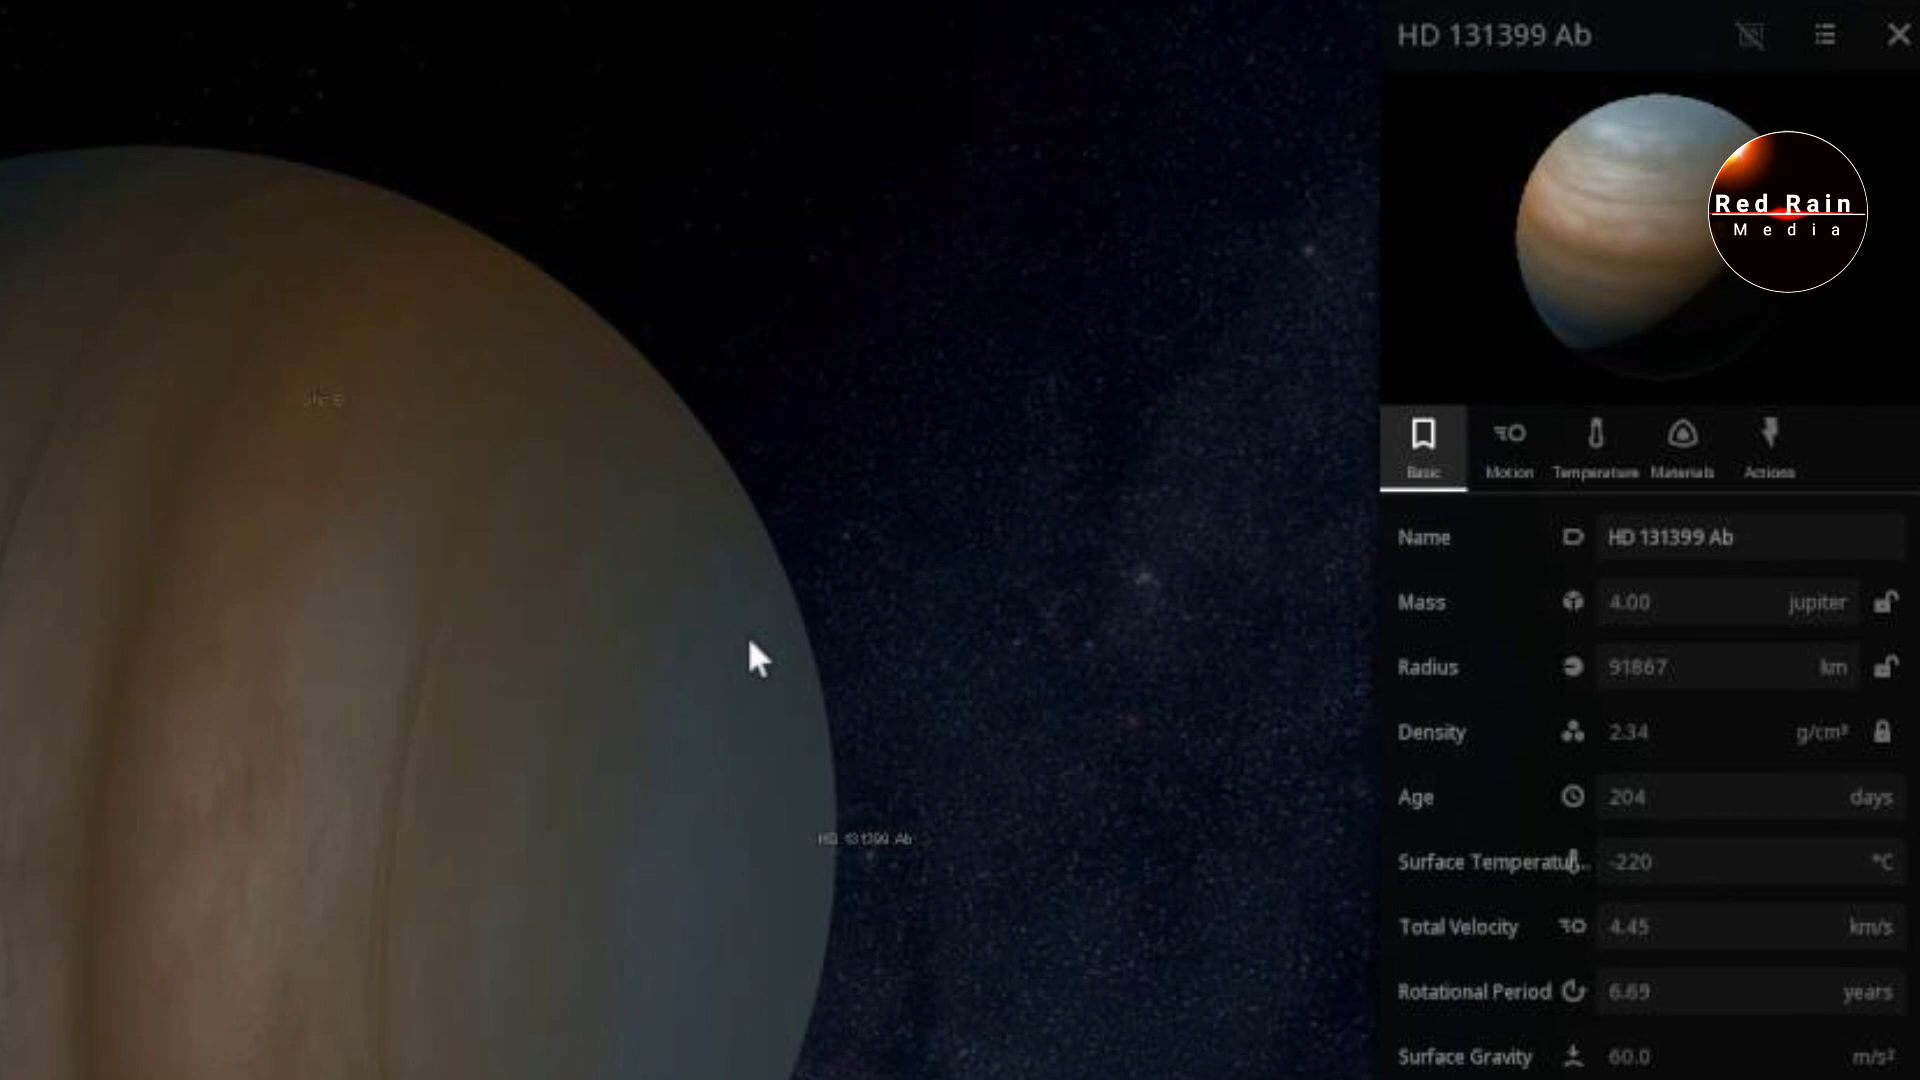 HD 131399 Ab
Red Rain
Media
Basic
Motion
Temperature
Materials
Actions
Name HD 131399 Ab
Mass 4.00 jupiter
Radius 91867 km
Density 2.34 g/cm³
Age 204 days
Surface Temperatu... -220 °C
HD 131399 Ab
Total Velocity 4.45 km/s
Rotational Period 6.69 years
Surface Gravity 60.0 m/s²